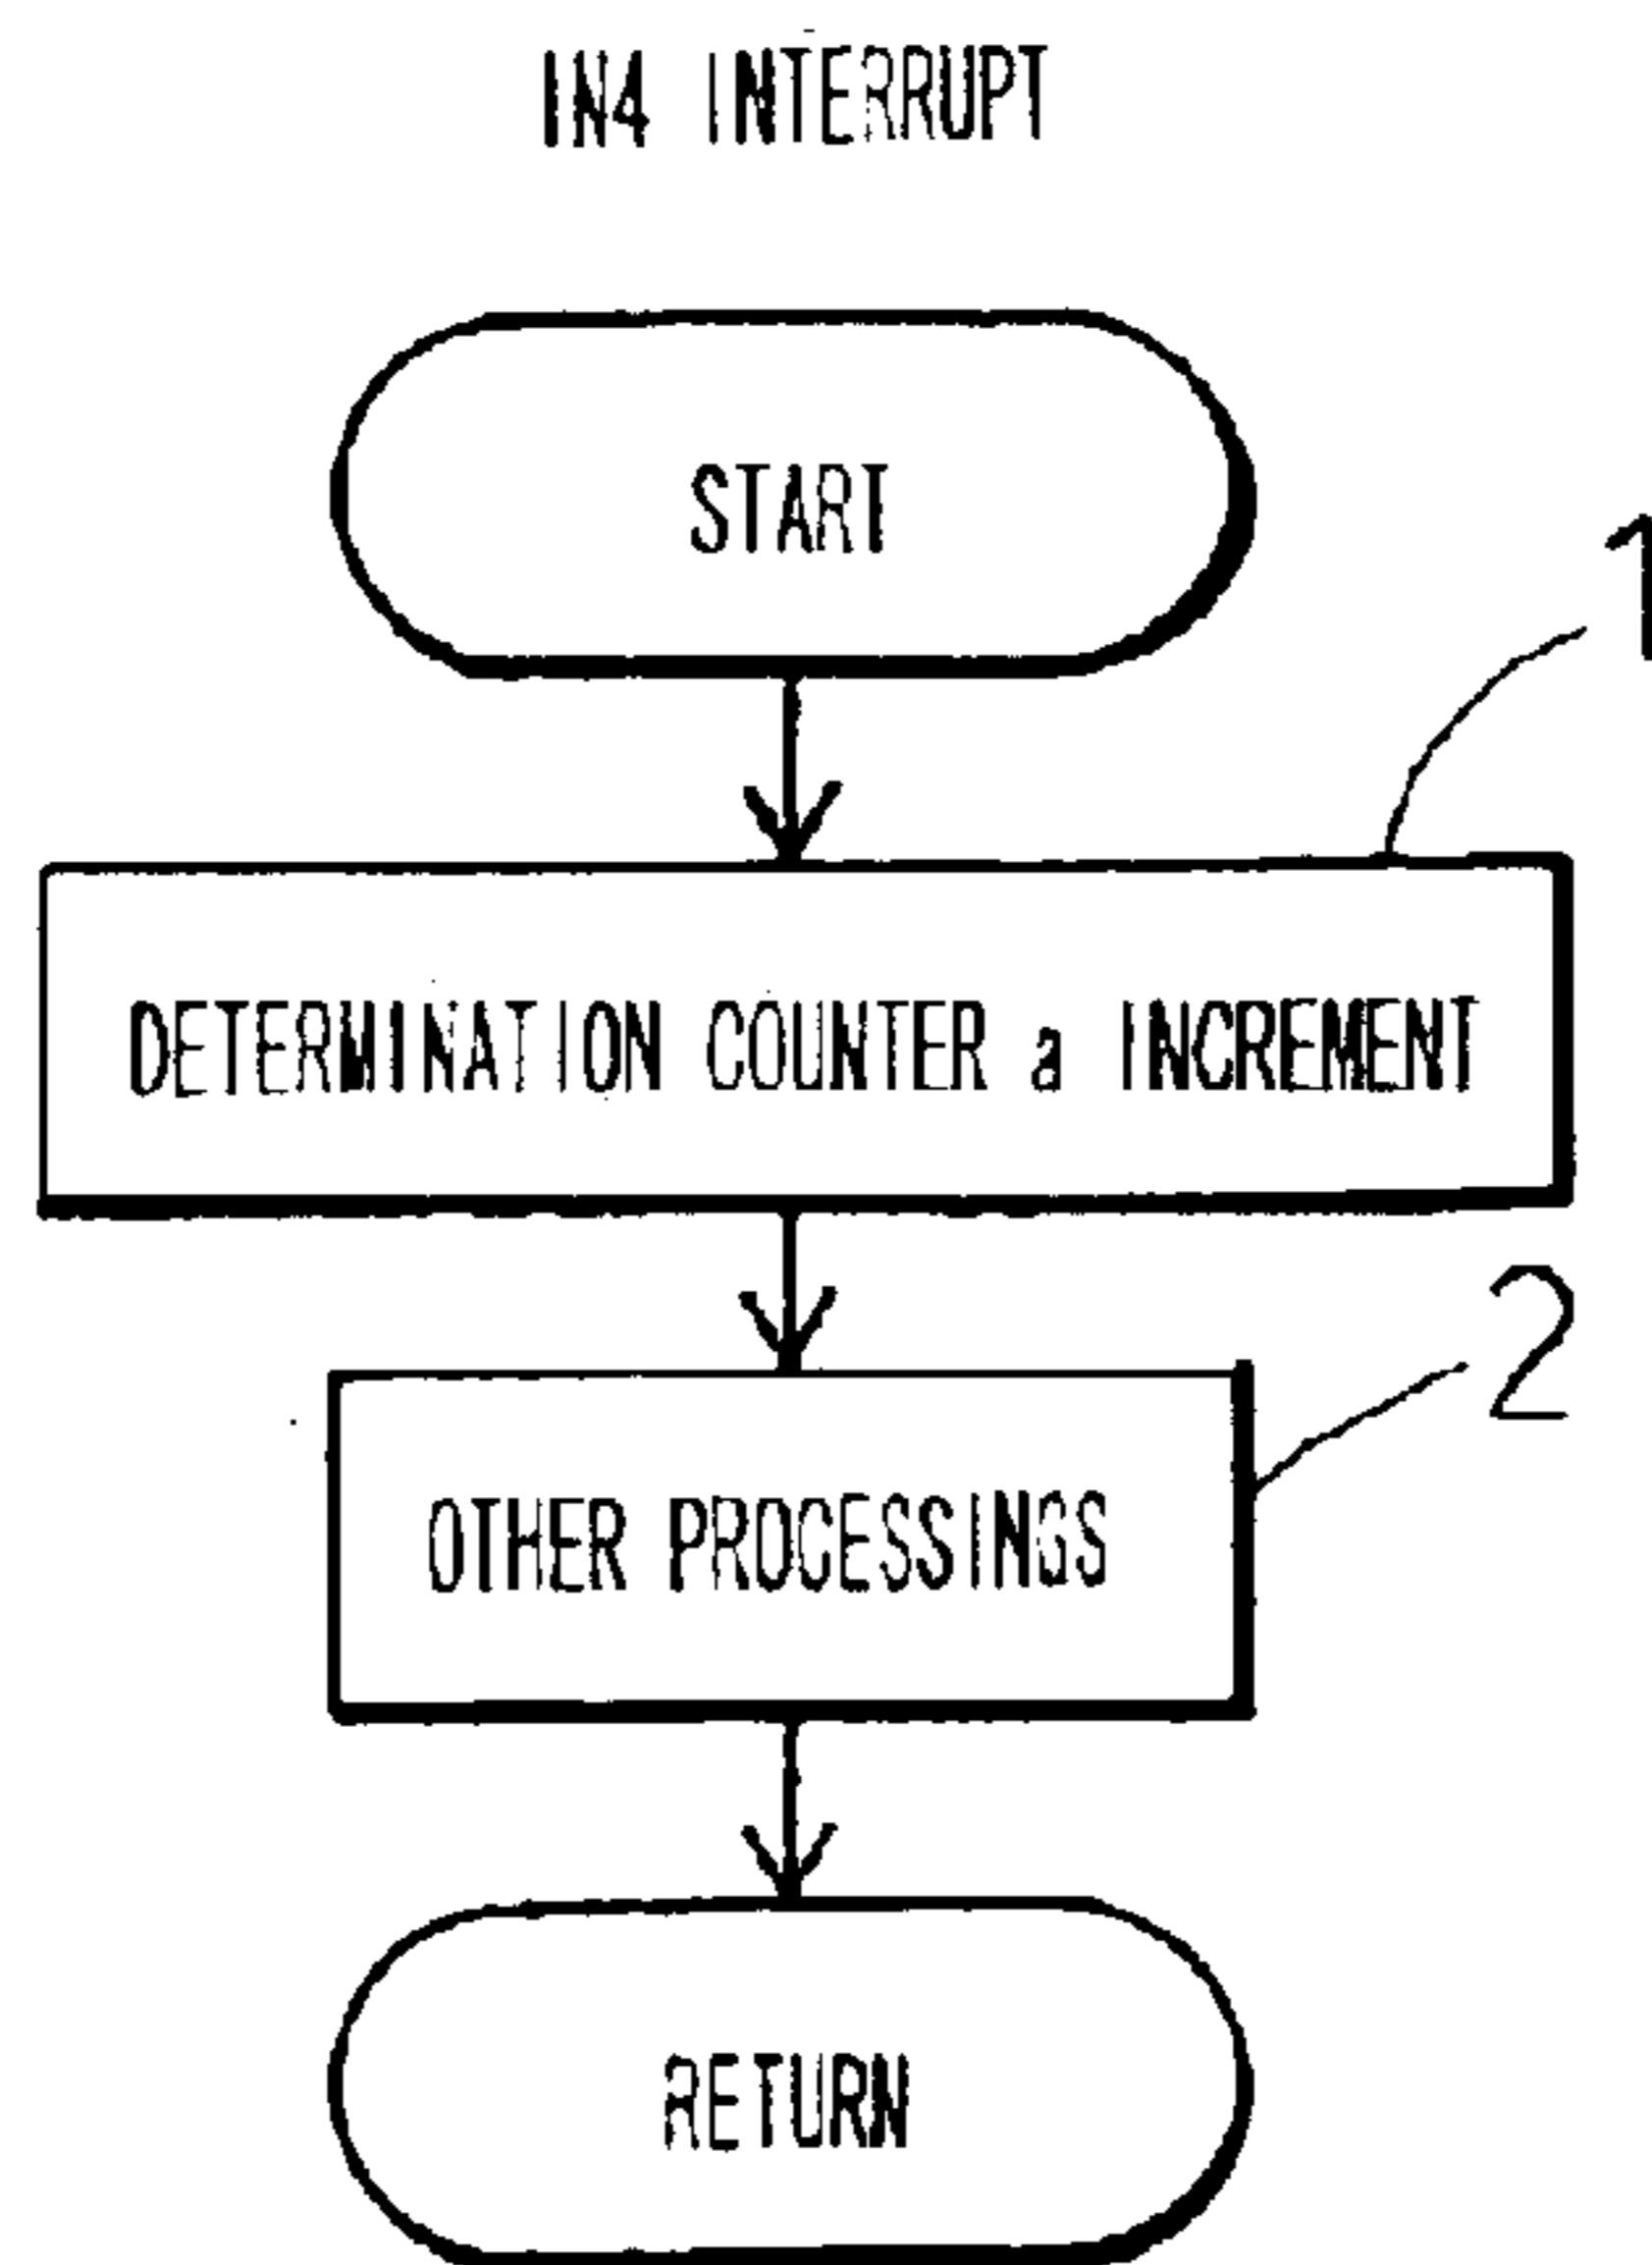 IN4 INTERRUPT
START
1
DETERMINATION COUNTER a INCREMENT
2
OTHER PROCESSINGS
RETURN